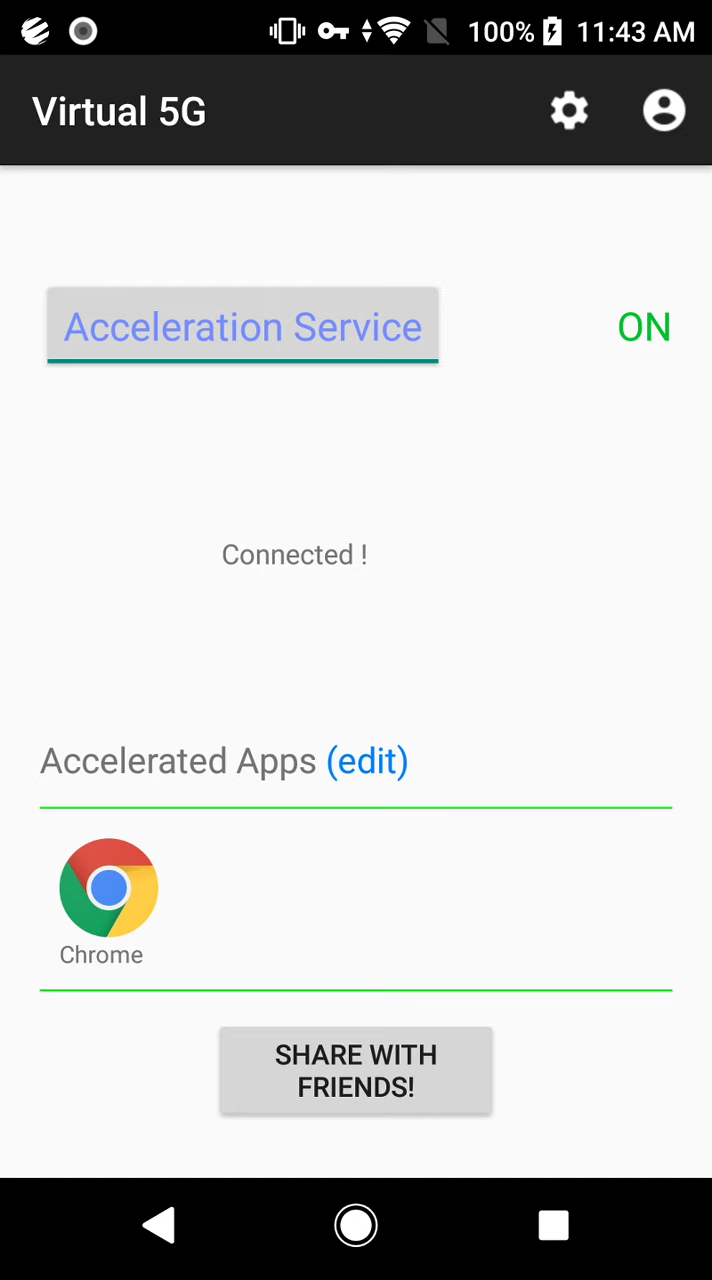 100% 11:43 AM
Virtual 5G
Acceleration Service ON
Connected !
Accelerated Apps (edit)
Chrome
SHARE WITH
FRIENDS!